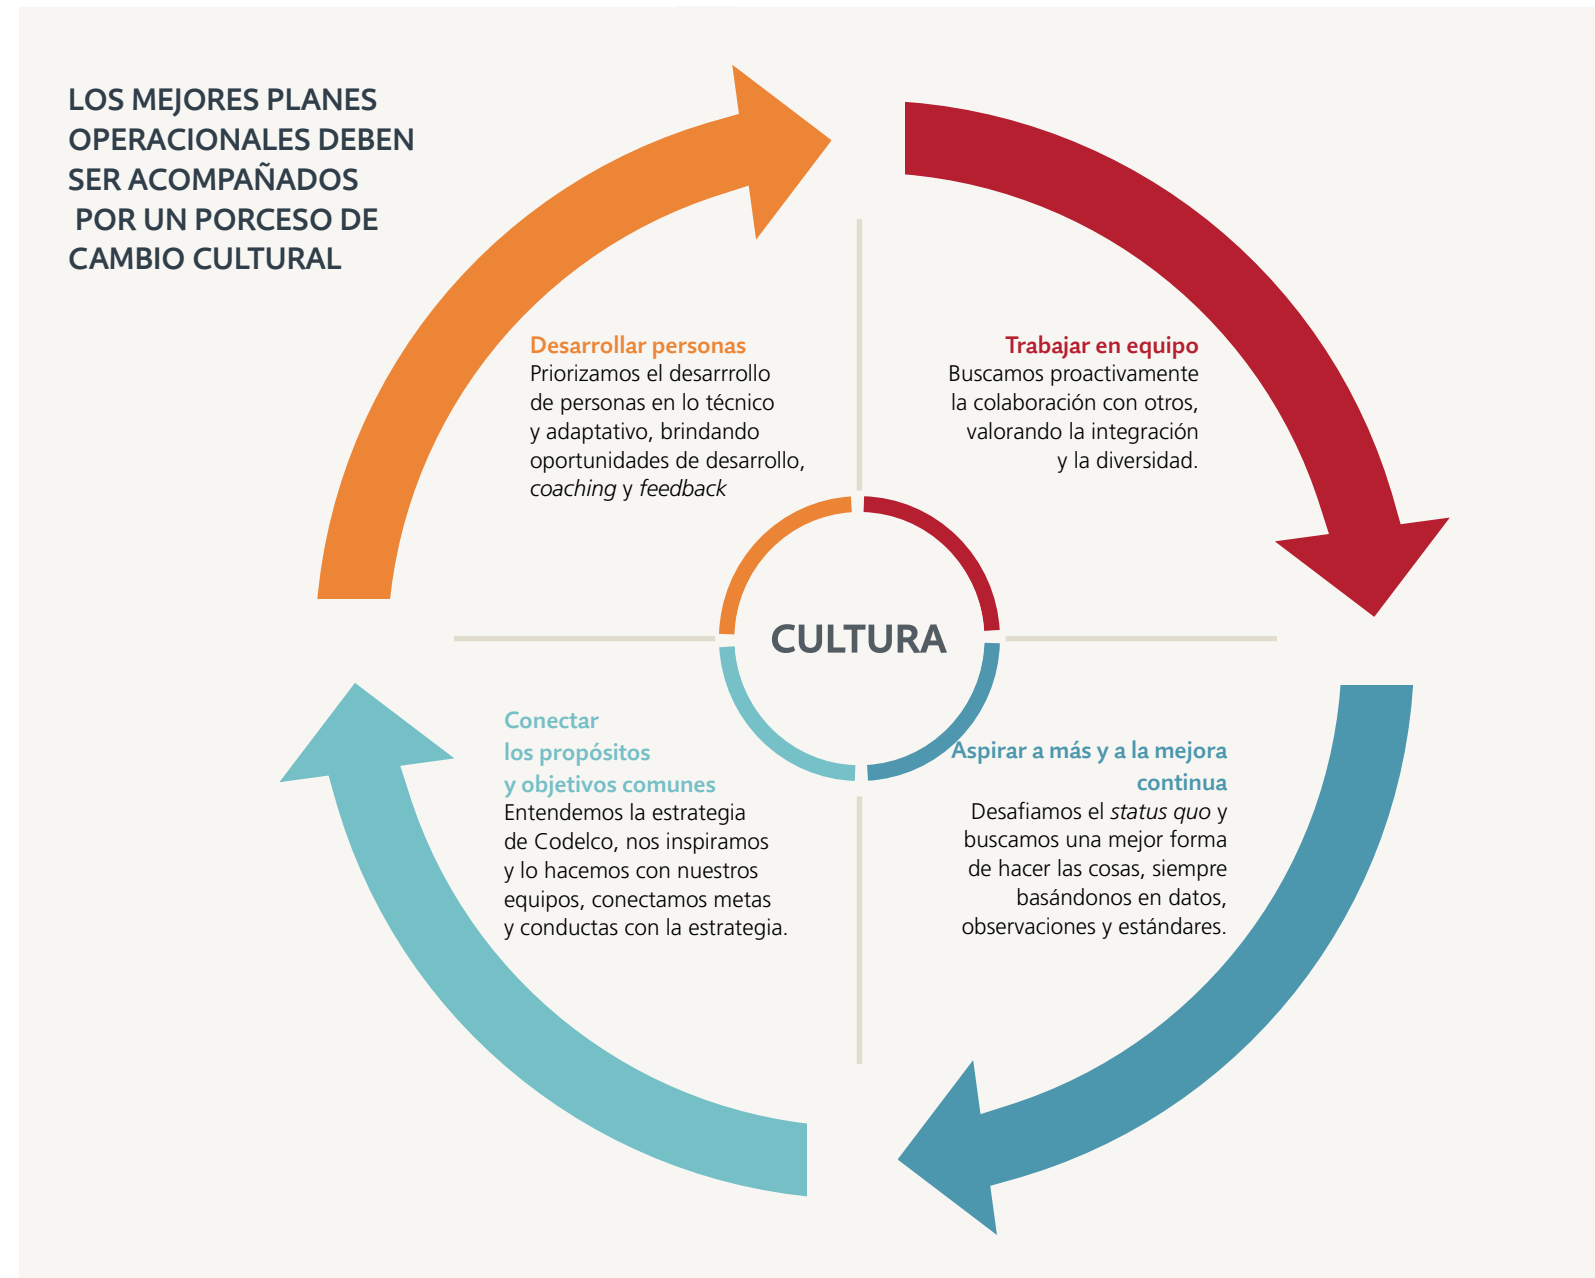 LOS MEJORES PLANES
OPERACIONALES DEBEN
SER ACOMPAÑADOS
POR UN PORCESO DE
CAMBIO CULTURAL
Desarrollar personas
Priorizamos el desarrrollo
de personas en lo técnico
y adaptativo, brindando
oportunidades de desarrollo,
coaching y feedback
Trabajar en equipo
Buscamos proactivamente
la colaboración con otros,
valorando la integración
y la diversidad.
CULTURA
Conectar
los propósitos
y objetivos comunes
Entendemos la estrategia
de Codelco, nos inspiramos
y lo hacemos con nuestros
equipos, conectamos metas
y conductas con la estrategia.
Aspirar a más y a la mejora
continua
Desafiamos el status quo y
buscamos una mejor forma
de hacer las cosas, siempre
basándonos en datos,
observaciones y estándares.